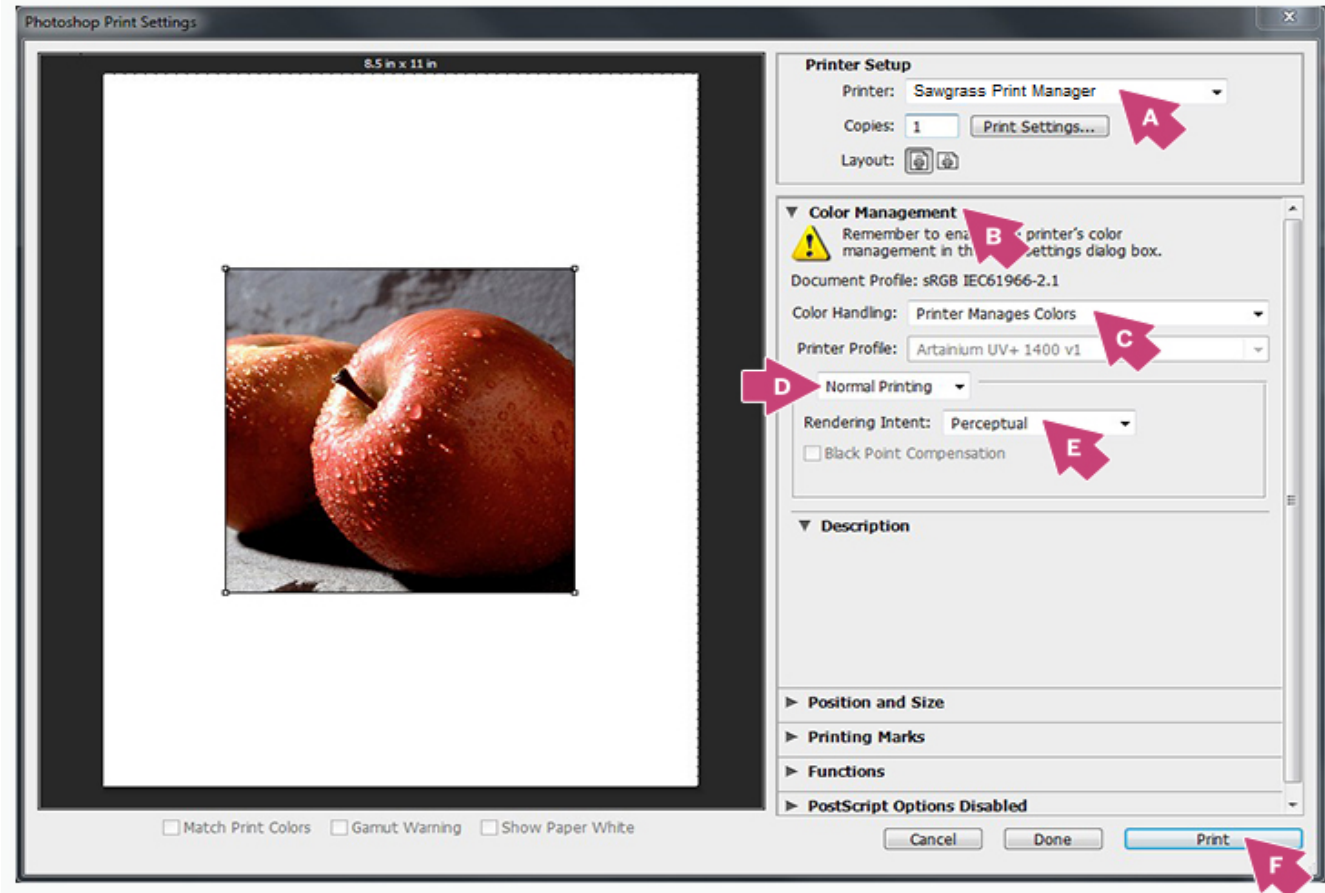 Photoshop Print Settings
x
8.5 in x 11 in
Printer Setup
Printer: Sawgrass Print Manager
A
Copies: 1 Print Settings...
Layout:
Color Management
B
Remember to ena printer's color
management in th ettings dialog box.
Document Profile: sRGB IEC61966-2.1
Color Handling: Printer Manages Colors
C
Printer Profile: Artainium UV+ 1400 v1
D
Normal Printing
Rendering Intent: Perceptual
E
Black Point Compensation
Description
Position and Size
Printing Marks
Functions
PostScript Options Disabled
Match Print Colors Gamut Warning Show Paper White
Cancel Done Print
F